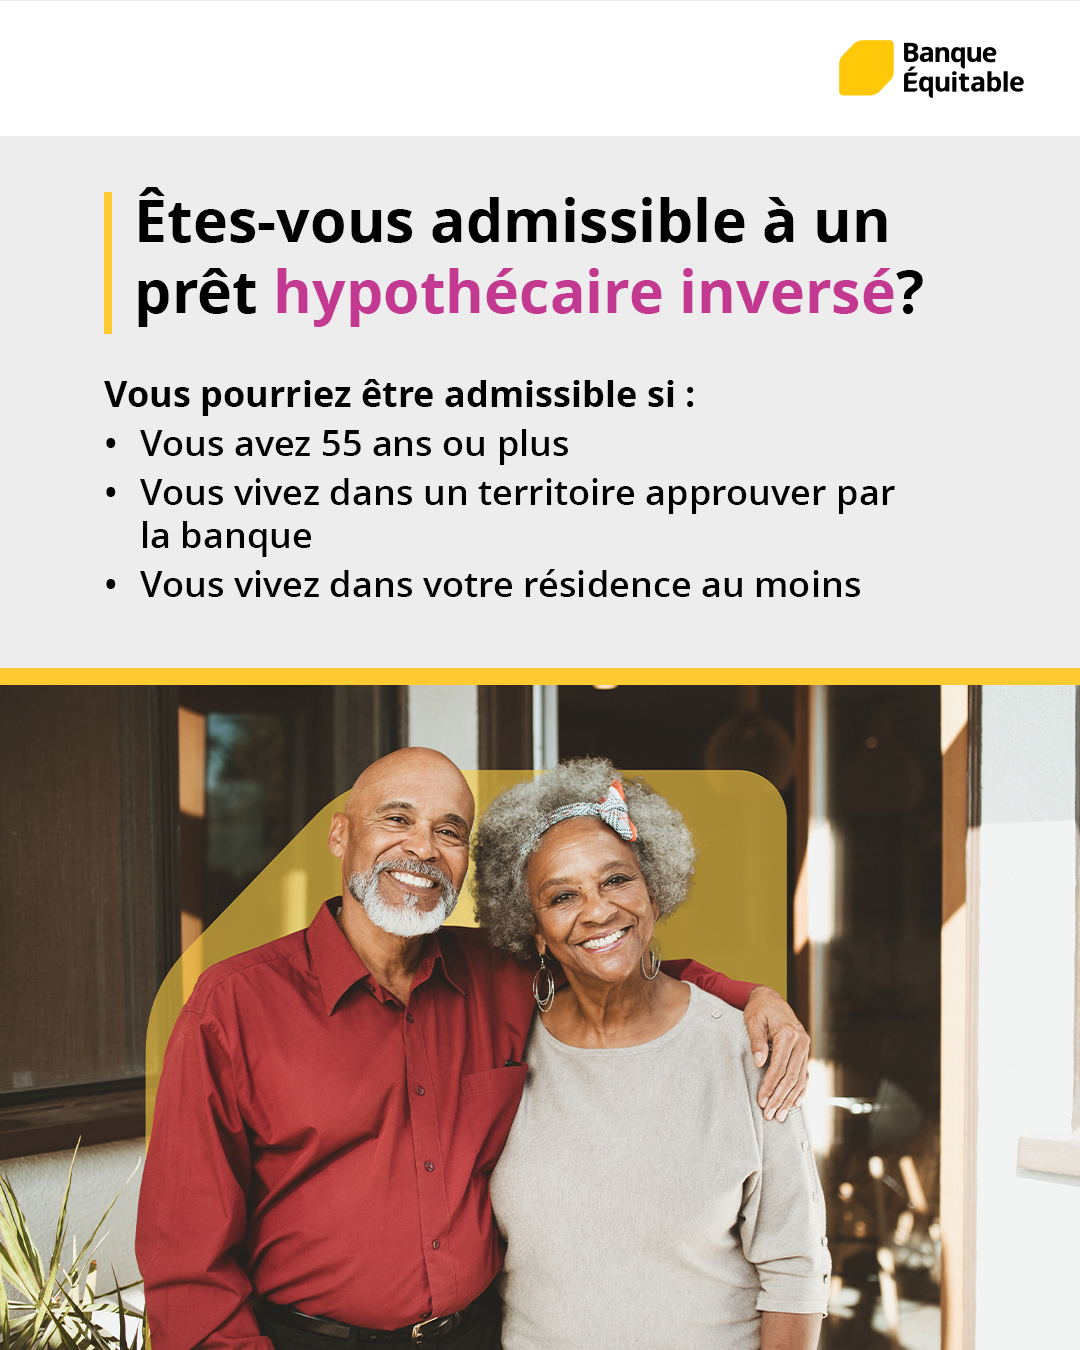 Banque
Équitable
Êtes-vous admissible à un
prêt hypothécaire inversé?
Vous pourriez être admissible si :
• Vous avez 55 ans ou plus
• Vous vivez dans un territoire approuver par
la banque
• Vous vivez dans votre résidence au moins